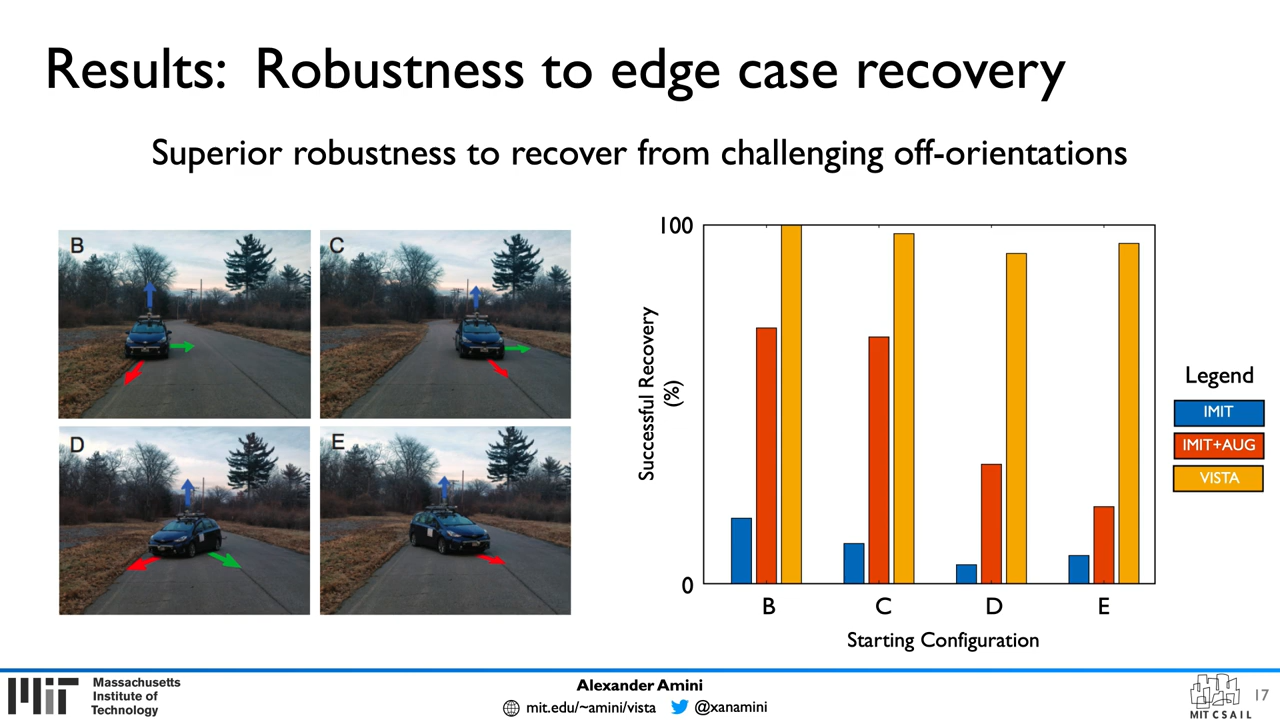 Results: Robustness to edge case recovery
Superior robustness to recover from challenging off-orientations
B
C
D
E
100
0
Successful Recovery
(%)
B C D E
Starting Configuration
Legend
IMIT
IMIT+AUG
VISTA
Massachusetts
Institute of
Technology
Alexander Amini
mit.edu/~amini/vista @xanamini
MIT CSAIL
17